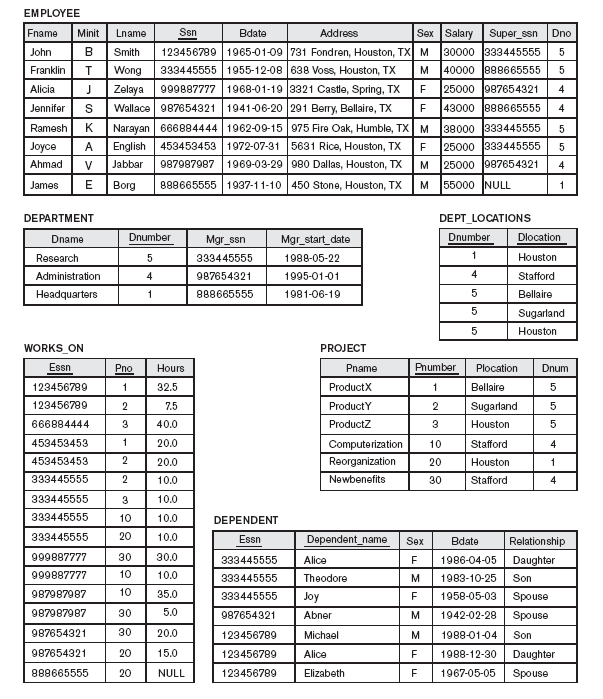 EMPLOYEE
Fname Minit Lname Ssn Bdate Address Sex Salary Super_ssn Dno
John B Smith 123456789 1965-01-09 731 Fondren, Houston, TX M 30000 333445555 5
Franklin T Wong 333445555 1955-12-08 638 Voss, Houston, TX M 40000 888665555 5
Alicia J Zelaya 999887777 1968-01-19 3321 Castle, Spring, TX F 25000 987654321 4
Jennifer S Wallace 987654321 1941-06-20 291 Berry, Bellaire, TX F 43000 888665555 4
Ramesh K Narayan 666884444 1962-09-15 975 Fire Oak, Humble, TX M 38000 333445555 5
Joyce A English 453453453 1972-07-31 5631 Rice, Houston, TX F 25000 333445555 5
Ahmad V Jabbar 987987987 1969-03-29 980 Dallas, Houston, TX M 25000 987654321 4
James E Borg 888665555 1937-11-10 450 Stone, Houston, TX M 55000 NULL 1
DEPARTMENT
Dname Dnumber Mgr_ssn Mgr_start_date
Research 5 333445555 1988-05-22
Administration 4 987654321 1995-01-01
Headquarters 1 888665555 1981-06-19
DEPT_LOCATIONS
Dnumber Dlocation
1 Houston
4 Stafford
5 Bellaire
5 Sugarland
5 Houston
WORKS_ON
Essn Pno Hours
123456789 1 32.5
123456789 2 7.5
666884444 3 40.0
453453453 1 20.0
453453453 2 20.0
333445555 2 10.0
333445555 3 10.0
333445555 10 10.0
333445555 20 10.0
999887777 30 30.0
999887777 10 10.0
987987987 10 35.0
987987987 30 5.0
987654321 30 20.0
987654321 20 15.0
888665555 20 NULL
PROJECT
Pname Pnumber Plocation Dnum
ProductX 1 Bellaire 5
ProductY 2 Sugarland 5
ProductZ 3 Houston 5
Computerization 10 Stafford 4
Reorganization 20 Houston 1
Newbenefits 30 Stafford 4
DEPENDENT
Essn Dependent_name Sex Bdate Relationship
333445555 Alice F 1986-04-05 Daughter
333445555 Theodore M 1983-10-25 Son
333445555 Joy F 1958-05-03 Spouse
987654321 Abner M 1942-02-28 Spouse
123456789 Michael M 1988-01-04 Son
123456789 Alice F 1988-12-30 Daughter
123456789 Elizabeth F 1967-05-05 Spouse